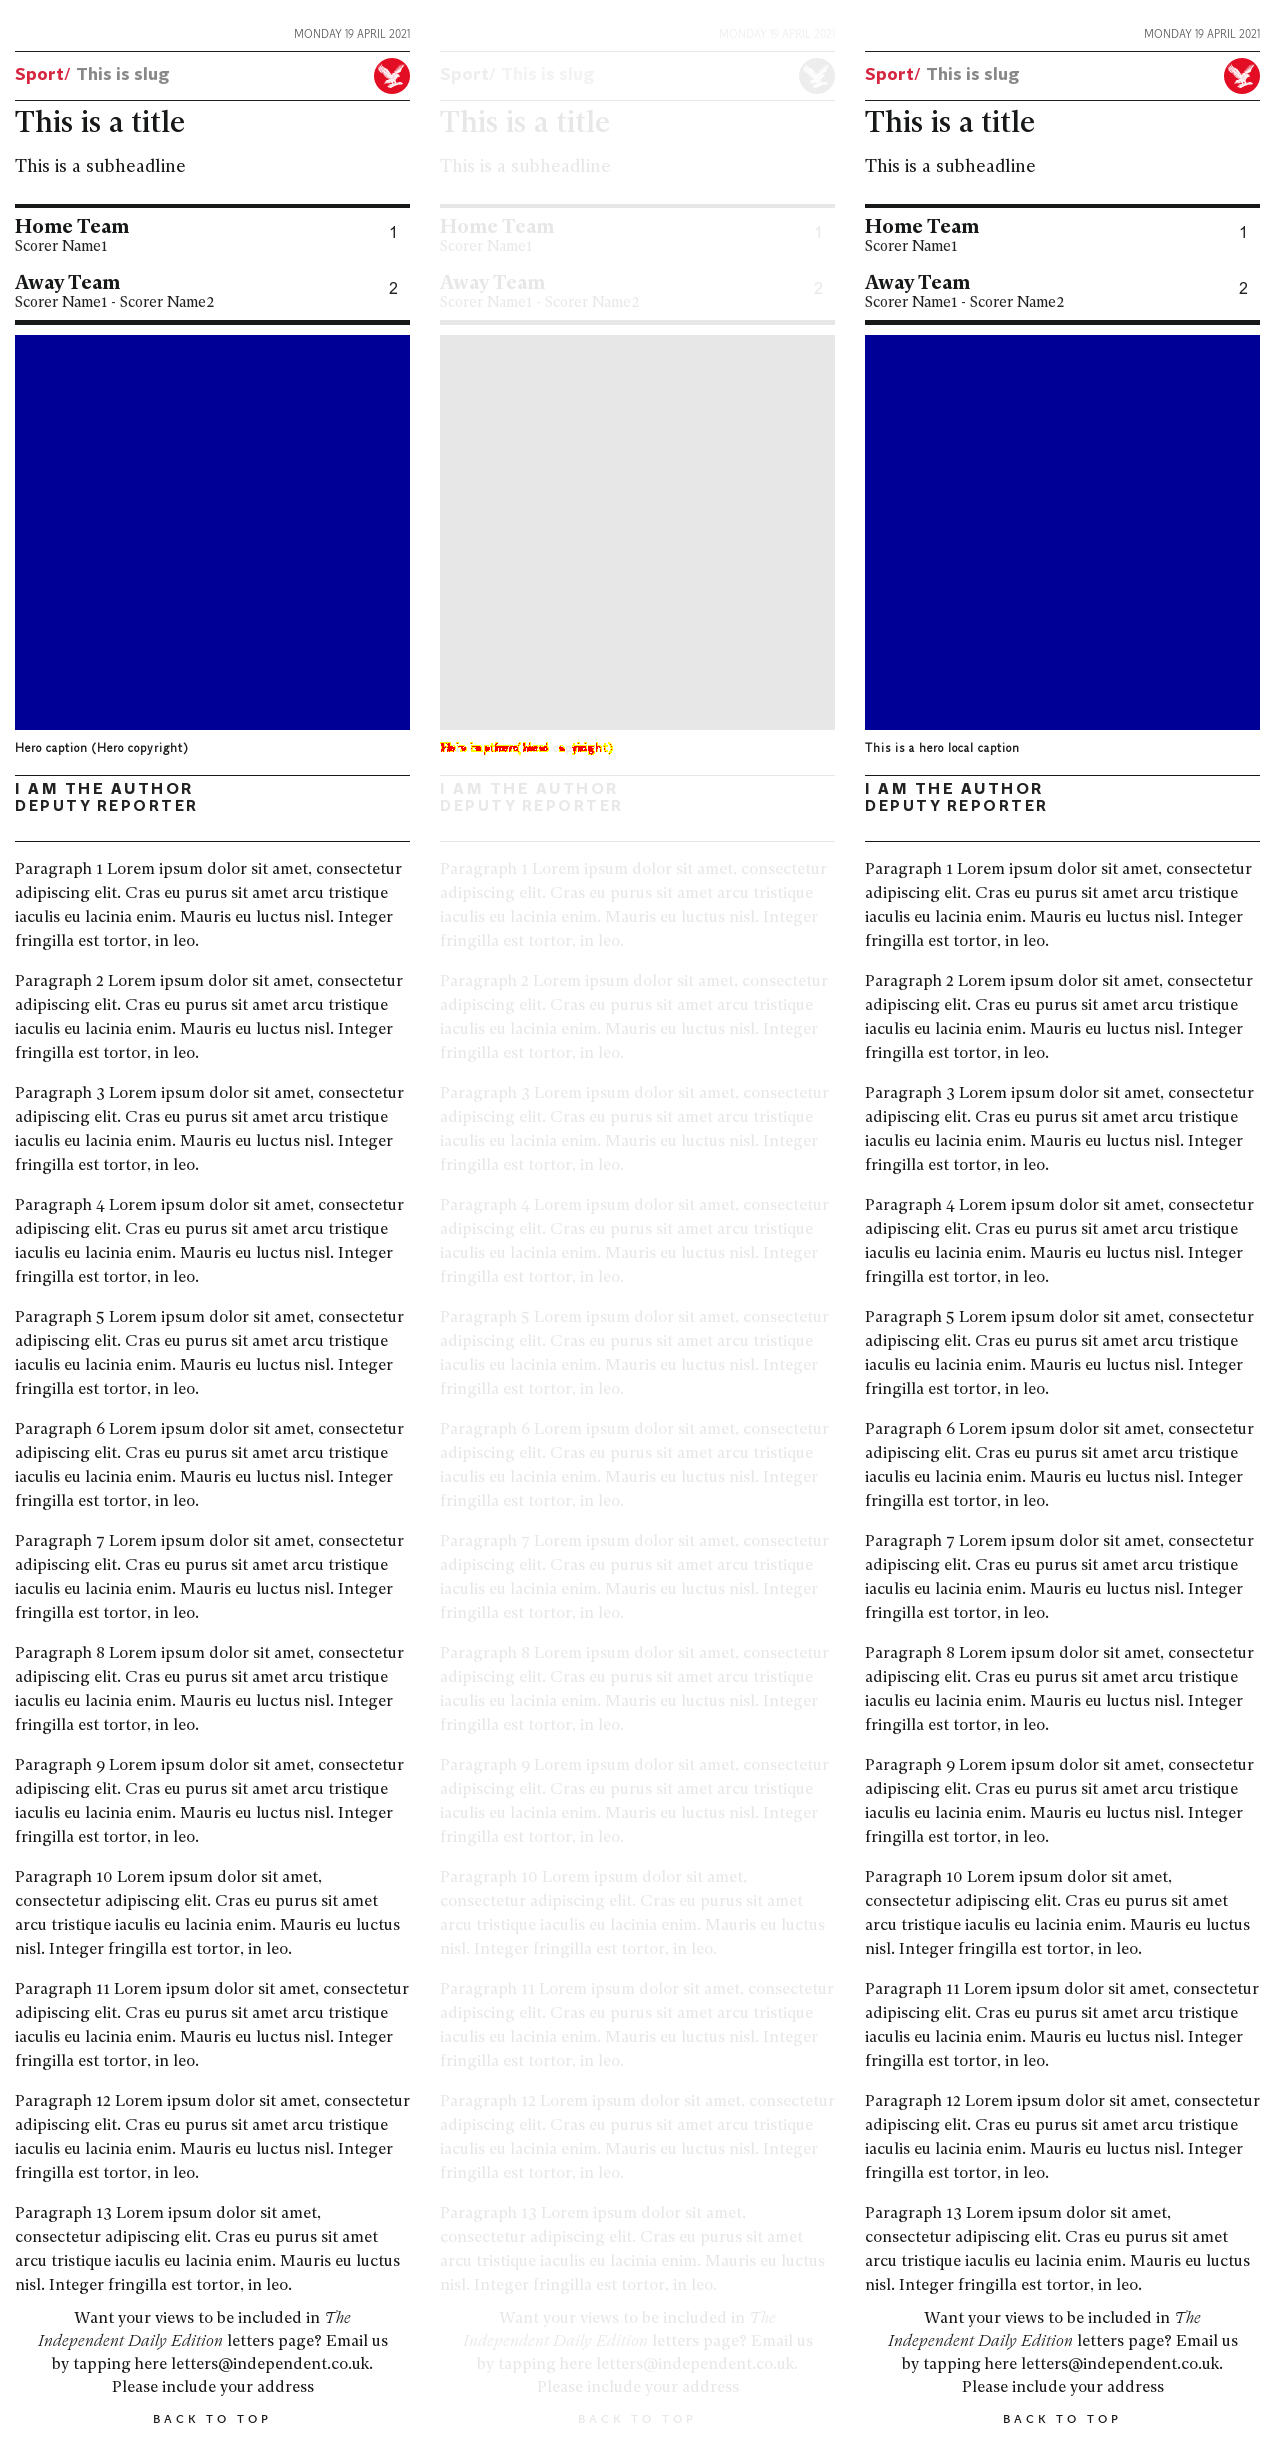 MONDAY 19 APRIL 2021
Sport/ This is slug
This is a title
This is a subheadline
Home Team
1
Scorer Name1
Away Team
2
Scorer Name1 - Scorer Name2
Hero caption (Hero copyright)
I AM THE AUTHOR
DEPUTY REPORTER
Paragraph 1 Lorem ipsum dolor sit amet, consectetur
adipiscing elit. Cras eu purus sit amet arcu tristique
iaculis eu lacinia enim. Mauris eu luctus nisl. Integer
fringilla est tortor, in leo.
Paragraph 2 Lorem ipsum dolor sit amet, consectetur
adipiscing elit. Cras eu purus sit amet arcu tristique
iaculis eu lacinia enim. Mauris eu luctus nisl. Integer
fringilla est tortor, in leo.
Paragraph 3 Lorem ipsum dolor sit amet, consectetur
adipiscing elit. Cras eu purus sit amet arcu tristique
iaculis eu lacinia enim. Mauris eu luctus nisl. Integer
fringilla est tortor, in leo.
Paragraph 4 Lorem ipsum dolor sit amet, consectetur
adipiscing elit. Cras eu purus sit amet arcu tristique
iaculis eu lacinia enim. Mauris eu luctus nisl. Integer
fringilla est tortor, in leo.
Paragraph 5 Lorem ipsum dolor sit amet, consectetur
adipiscing elit. Cras eu purus sit amet arcu tristique
iaculis eu lacinia enim. Mauris eu luctus nisl. Integer
fringilla est tortor, in leo.
Paragraph 6 Lorem ipsum dolor sit amet, consectetur
adipiscing elit. Cras eu purus sit amet arcu tristique
iaculis eu lacinia enim. Mauris eu luctus nisl. Integer
fringilla est tortor, in leo.
Paragraph 7 Lorem ipsum dolor sit amet, consectetur
adipiscing elit. Cras eu purus sit amet arcu tristique
iaculis eu lacinia enim. Mauris eu luctus nisl. Integer
fringilla est tortor, in leo.
Paragraph 8 Lorem ipsum dolor sit amet, consectetur
adipiscing elit. Cras eu purus sit amet arcu tristique
iaculis eu lacinia enim. Mauris eu luctus nisl. Integer
fringilla est tortor, in leo.
Paragraph 9 Lorem ipsum dolor sit amet, consectetur
adipiscing elit. Cras eu purus sit amet arcu tristique
iaculis eu lacinia enim. Mauris eu luctus nisl. Integer
fringilla est tortor, in leo.
Paragraph 10 Lorem ipsum dolor sit amet,
consectetur adipiscing elit. Cras eu purus sit amet
arcu tristique iaculis eu lacinia enim. Mauris eu luctus
nisl. Integer fringilla est tortor, in leo.
Paragraph 11 Lorem ipsum dolor sit amet, consectetur
adipiscing elit. Cras eu purus sit amet arcu tristique
iaculis eu lacinia enim. Mauris eu luctus nisl. Integer
fringilla est tortor, in leo.
Paragraph 12 Lorem ipsum dolor sit amet, consectetur
adipiscing elit. Cras eu purus sit amet arcu tristique
iaculis eu lacinia enim. Mauris eu luctus nisl. Integer
fringilla est tortor, in leo.
Paragraph 13 Lorem ipsum dolor sit amet,
consectetur adipiscing elit. Cras eu purus sit amet
arcu tristique iaculis eu lacinia enim. Mauris eu luctus
nisl. Integer fringilla est tortor, in leo.
Want your views to be included in The
Independent Daily Edition letters page? Email us
by tapping here letters@independent.co.uk.
Please include your address
BACK TO TOP
MONDAY 19 APRIL 2021
Sport/ This is slug
This is a title
This is a subheadline
Home Team
1
Scorer Name1
Away Team
2
Scorer Name1 - Scorer Name2
I AM THE AUTHOR
DEPUTY REPORTER
Paragraph 1 Lorem ipsum dolor sit amet, consectetur
adipiscing elit. Cras eu purus sit amet arcu tristique
iaculis eu lacinia enim. Mauris eu luctus nisl. Integer
fringilla est tortor, in leo.
Paragraph 2 Lorem ipsum dolor sit amet, consectetur
adipiscing elit. Cras eu purus sit amet arcu tristique
iaculis eu lacinia enim. Mauris eu luctus nisl. Integer
fringilla est tortor, in leo.
Paragraph 3 Lorem ipsum dolor sit amet, consectetur
adipiscing elit. Cras eu purus sit amet arcu tristique
iaculis eu lacinia enim. Mauris eu luctus nisl. Integer
fringilla est tortor, in leo.
Paragraph 4 Lorem ipsum dolor sit amet, consectetur
adipiscing elit. Cras eu purus sit amet arcu tristique
iaculis eu lacinia enim. Mauris eu luctus nisl. Integer
fringilla est tortor, in leo.
Paragraph 5 Lorem ipsum dolor sit amet, consectetur
adipiscing elit. Cras eu purus sit amet arcu tristique
iaculis eu lacinia enim. Mauris eu luctus nisl. Integer
fringilla est tortor, in leo.
Paragraph 6 Lorem ipsum dolor sit amet, consectetur
adipiscing elit. Cras eu purus sit amet arcu tristique
iaculis eu lacinia enim. Mauris eu luctus nisl. Integer
fringilla est tortor, in leo.
Paragraph 7 Lorem ipsum dolor sit amet, consectetur
adipiscing elit. Cras eu purus sit amet arcu tristique
iaculis eu lacinia enim. Mauris eu luctus nisl. Integer
fringilla est tortor, in leo.
Paragraph 8 Lorem ipsum dolor sit amet, consectetur
adipiscing elit. Cras eu purus sit amet arcu tristique
iaculis eu lacinia enim. Mauris eu luctus nisl. Integer
fringilla est tortor, in leo.
Paragraph 9 Lorem ipsum dolor sit amet, consectetur
adipiscing elit. Cras eu purus sit amet arcu tristique
iaculis eu lacinia enim. Mauris eu luctus nisl. Integer
fringilla est tortor, in leo.
Paragraph 10 Lorem ipsum dolor sit amet,
consectetur adipiscing elit. Cras eu purus sit amet
arcu tristique iaculis eu lacinia enim. Mauris eu luctus
nisl. Integer fringilla est tortor, in leo.
Paragraph 11 Lorem ipsum dolor sit amet, consectetur
adipiscing elit. Cras eu purus sit amet arcu tristique
iaculis eu lacinia enim. Mauris eu luctus nisl. Integer
fringilla est tortor, in leo.
Paragraph 12 Lorem ipsum dolor sit amet, consectetur
adipiscing elit. Cras eu purus sit amet arcu tristique
iaculis eu lacinia enim. Mauris eu luctus nisl. Integer
fringilla est tortor, in leo.
Paragraph 13 Lorem ipsum dolor sit amet,
consectetur adipiscing elit. Cras eu purus sit amet
arcu tristique iaculis eu lacinia enim. Mauris eu luctus
nisl. Integer fringilla est tortor, in leo.
Want your views to be included in The
Independent Daily Edition letters page? Email us
by tapping here letters@independent.co.uk.
Please include your address
BACK TO TOP
MONDAY 19 APRIL 2021
Sport/ This is slug
This is a title
This is a subheadline
Home Team
1
Scorer Name1
Away Team
2
Scorer Name1 - Scorer Name2
This is a hero local caption
I AM THE AUTHOR
DEPUTY REPORTER
Paragraph 1 Lorem ipsum dolor sit amet, consectetur
adipiscing elit. Cras eu purus sit amet arcu tristique
iaculis eu lacinia enim. Mauris eu luctus nisl. Integer
fringilla est tortor, in leo.
Paragraph 2 Lorem ipsum dolor sit amet, consectetur
adipiscing elit. Cras eu purus sit amet arcu tristique
iaculis eu lacinia enim. Mauris eu luctus nisl. Integer
fringilla est tortor, in leo.
Paragraph 3 Lorem ipsum dolor sit amet, consectetur
adipiscing elit. Cras eu purus sit amet arcu tristique
iaculis eu lacinia enim. Mauris eu luctus nisl. Integer
fringilla est tortor, in leo.
Paragraph 4 Lorem ipsum dolor sit amet, consectetur
adipiscing elit. Cras eu purus sit amet arcu tristique
iaculis eu lacinia enim. Mauris eu luctus nisl. Integer
fringilla est tortor, in leo.
Paragraph 5 Lorem ipsum dolor sit amet, consectetur
adipiscing elit. Cras eu purus sit amet arcu tristique
iaculis eu lacinia enim. Mauris eu luctus nisl. Integer
fringilla est tortor, in leo.
Paragraph 6 Lorem ipsum dolor sit amet, consectetur
adipiscing elit. Cras eu purus sit amet arcu tristique
iaculis eu lacinia enim. Mauris eu luctus nisl. Integer
fringilla est tortor, in leo.
Paragraph 7 Lorem ipsum dolor sit amet, consectetur
adipiscing elit. Cras eu purus sit amet arcu tristique
iaculis eu lacinia enim. Mauris eu luctus nisl. Integer
fringilla est tortor, in leo.
Paragraph 8 Lorem ipsum dolor sit amet, consectetur
adipiscing elit. Cras eu purus sit amet arcu tristique
iaculis eu lacinia enim. Mauris eu luctus nisl. Integer
fringilla est tortor, in leo.
Paragraph 9 Lorem ipsum dolor sit amet, consectetur
adipiscing elit. Cras eu purus sit amet arcu tristique
iaculis eu lacinia enim. Mauris eu luctus nisl. Integer
fringilla est tortor, in leo.
Paragraph 10 Lorem ipsum dolor sit amet,
consectetur adipiscing elit. Cras eu purus sit amet
arcu tristique iaculis eu lacinia enim. Mauris eu luctus
nisl. Integer fringilla est tortor, in leo.
Paragraph 11 Lorem ipsum dolor sit amet, consectetur
adipiscing elit. Cras eu purus sit amet arcu tristique
iaculis eu lacinia enim. Mauris eu luctus nisl. Integer
fringilla est tortor, in leo.
Paragraph 12 Lorem ipsum dolor sit amet, consectetur
adipiscing elit. Cras eu purus sit amet arcu tristique
iaculis eu lacinia enim. Mauris eu luctus nisl. Integer
fringilla est tortor, in leo.
Paragraph 13 Lorem ipsum dolor sit amet,
consectetur adipiscing elit. Cras eu purus sit amet
arcu tristique iaculis eu lacinia enim. Mauris eu luctus
nisl. Integer fringilla est tortor, in leo.
Want your views to be included in The
Independent Daily Edition letters page? Email us
by tapping here letters@independent.co.uk.
Please include your address
BACK TO TOP